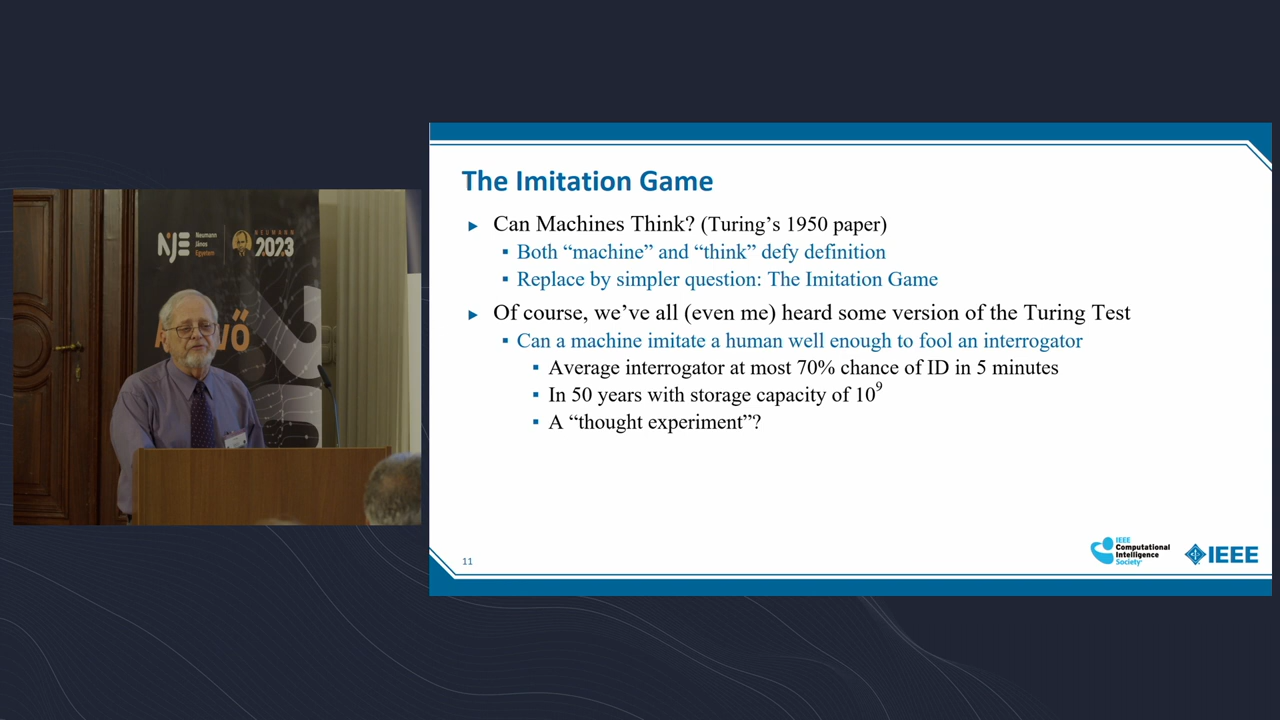 NJE
Neumann
János
Egyetem
NEUMANN
2023
The Imitation Game
► Can Machines Think? (Turing’s 1950 paper)
▪ Both “machine” and “think” defy definition
▪ Replace by simpler question: The Imitation Game
► Of course, we’ve all (even me) heard some version of the Turing Test
▪ Can a machine imitate a human well enough to fool an interrogator
▪ Average interrogator at most 70% chance of ID in 5 minutes
▪ In 50 years with storage capacity of 10⁹
▪ A “thought experiment”?
11
IEEE
Computational
Intelligence
Society
IEEE